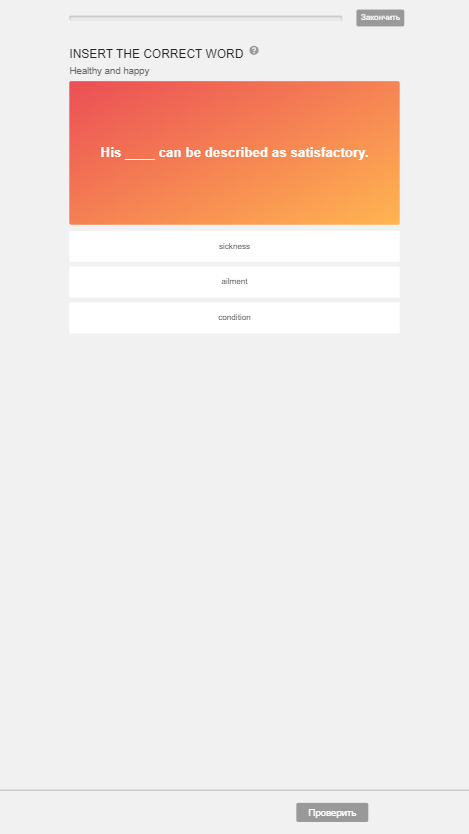 Закончить
INSERT THE CORRECT WORD ?
Healthy and happy
His ____ can be described as satisfactory.
sickness
ailment
condition
Проверить